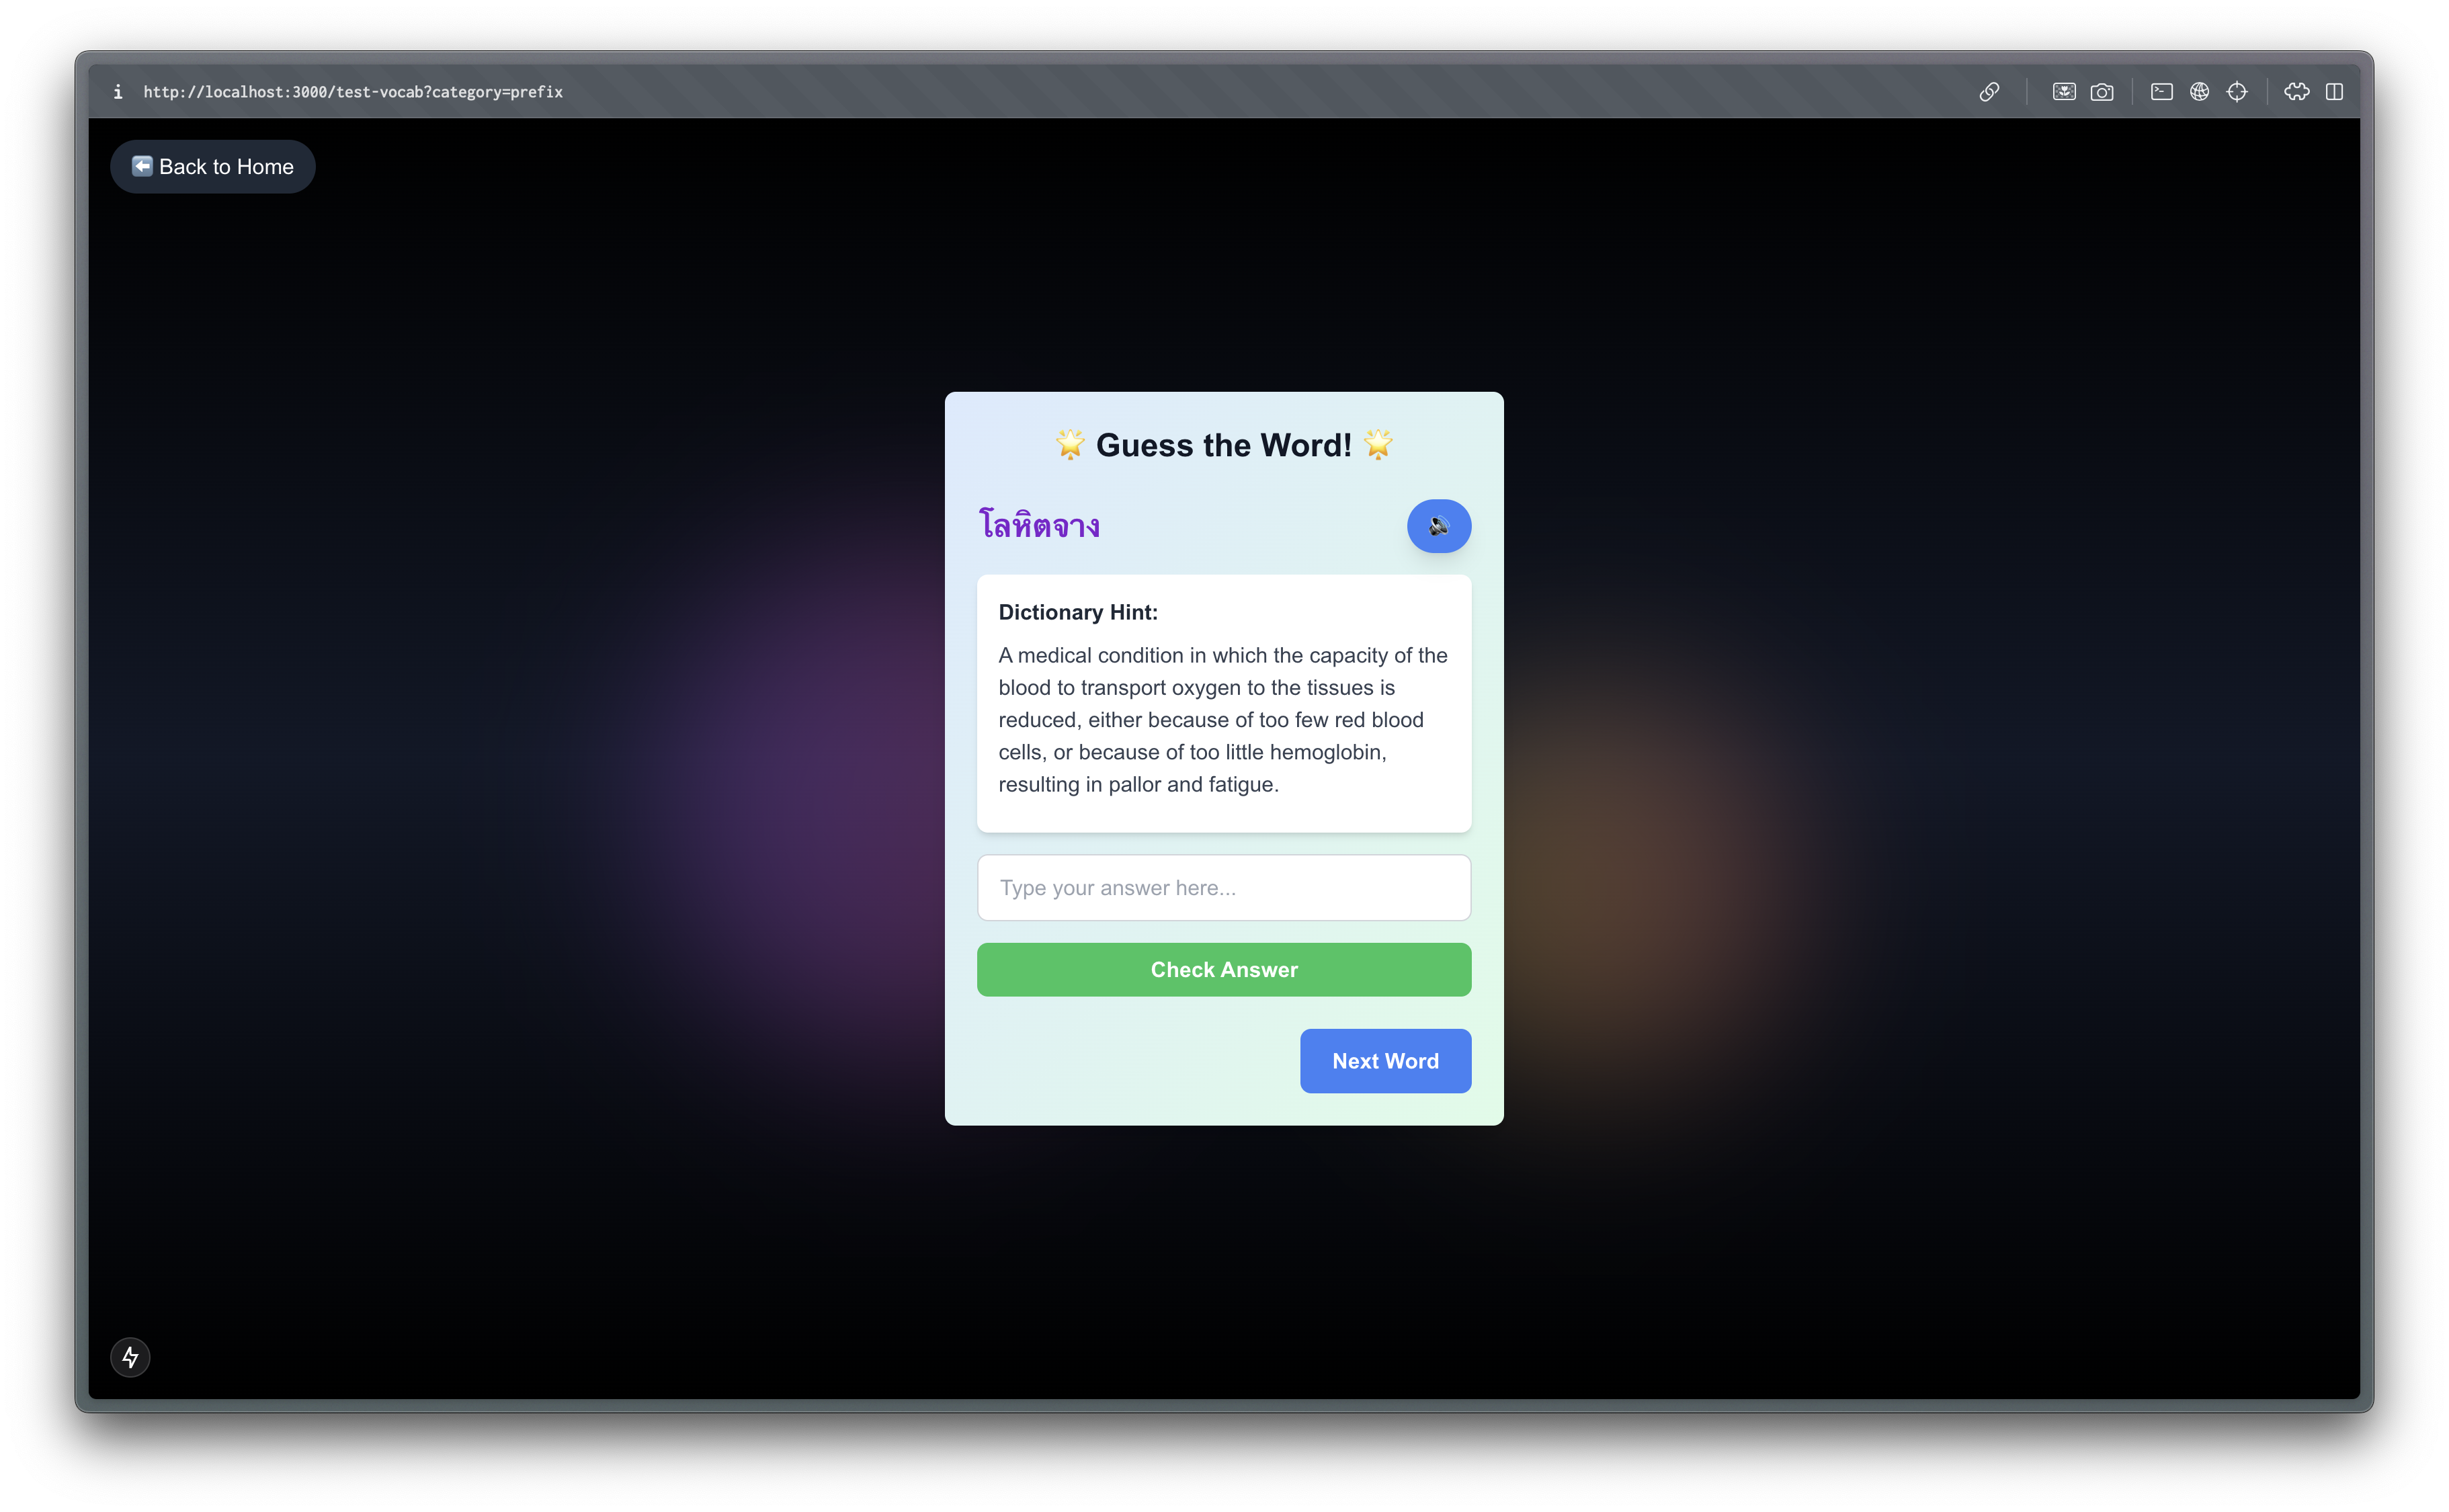 i http://localhost:3000/test-vocab?category=prefix
⬅️ Back to Home
🌟 Guess the Word! 🌟
โลหิตจาง
Dictionary Hint:
A medical condition in which the capacity of the
blood to transport oxygen to the tissues is
reduced, either because of too few red blood
cells, or because of too little hemoglobin,
resulting in pallor and fatigue.
Type your answer here...
Check Answer
Next Word